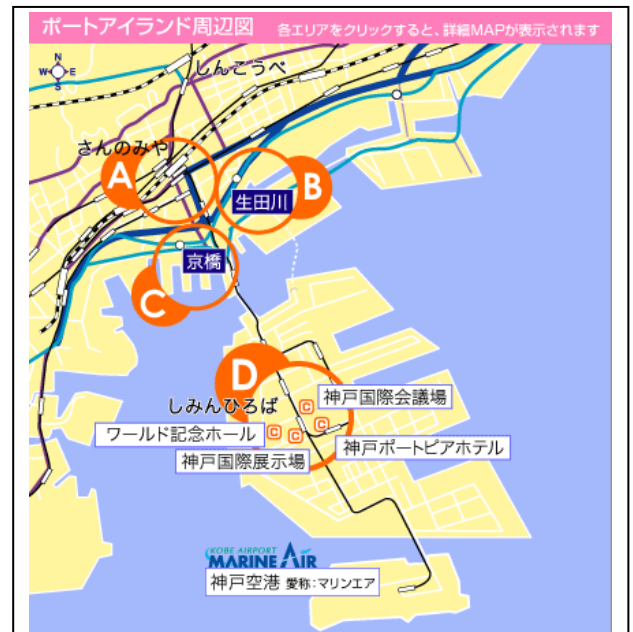 ポートアイランド周辺図 各エリアをクリックすると、詳細MAPが表示されます
N
W E
S
しんこうべ
さんのみや
A
B
生田川
京橋
C
D
神戸国際会議場
しみんひろば
ワールド記念ホール
神戸ポートピアホテル
神戸国際展示場
C
C
C
C
KOBE AIRPORT
MARINE AIR
神戸空港 愛称:マリンエア